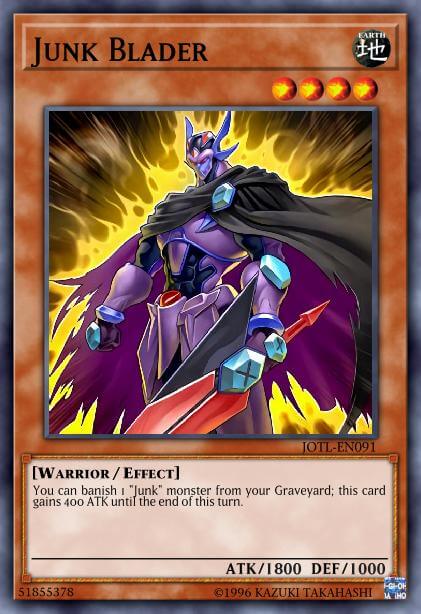 Junk Blader
EARTH
地
JOTL-EN091
[Warrior / Effect]
You can banish 1 "Junk" monster from your Graveyard; this card
gains 400 ATK until the end of this turn.
ATK/1800 DEF/1000
51855378
©1996 KAZUKI TAKAHASHI